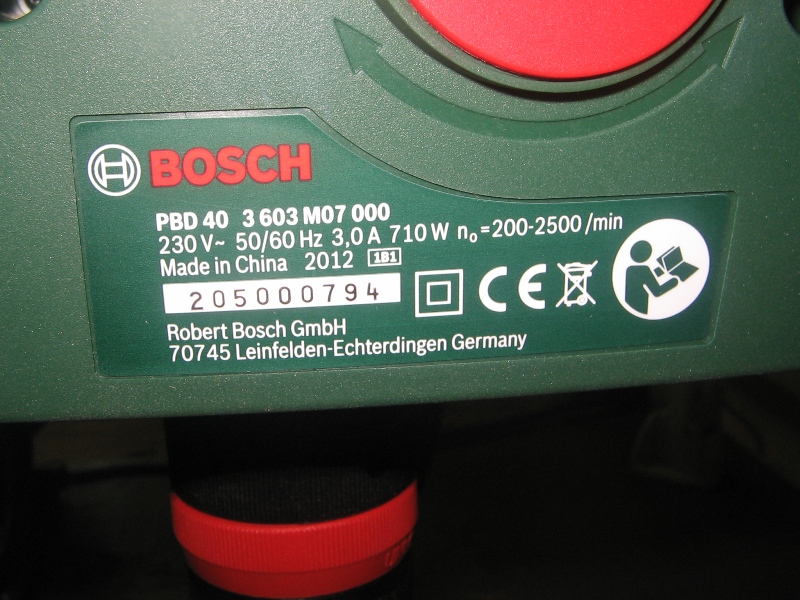 BOSCH
PBD 40 3 603 M07 000
230 V~ 50/60 Hz 3,0 A 710 W n₀=200-2500 /min
Made in China 2012 1B1
205000794
CE
Robert Bosch GmbH
70745 Leinfelden-Echterdingen Germany